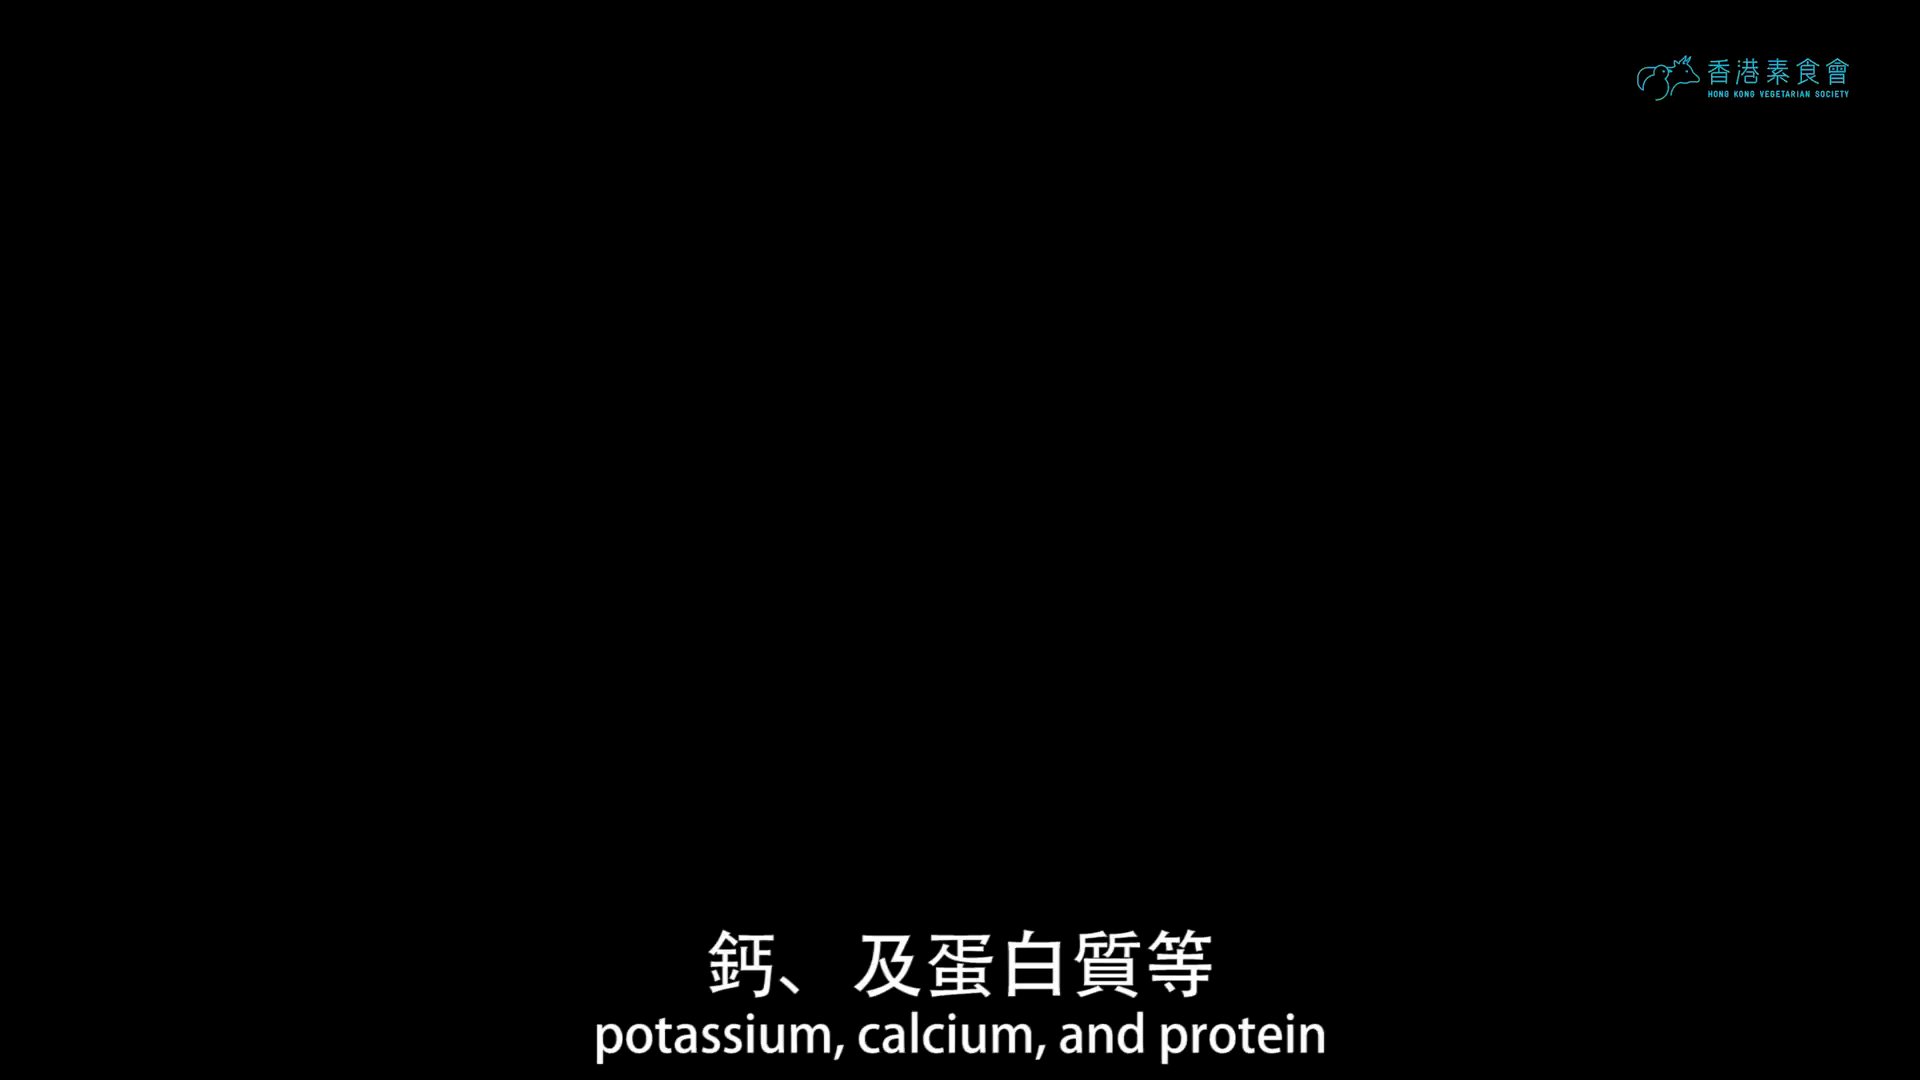 香港素食會
HONG KONG VEGETARIAN SOCIETY
鈣、及蛋白質等
potassium, calcium, and protein